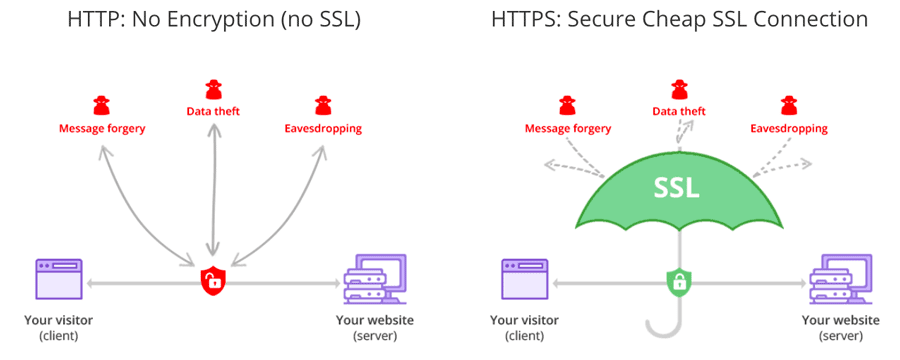 HTTP: No Encryption (no SSL)
Message forgery
Data theft
Eavesdropping
Your visitor
(client)
Your website
(server)
HTTPS: Secure Cheap SSL Connection
Message forgery
Data theft
Eavesdropping
SSL
Your visitor
(client)
Your website
(server)